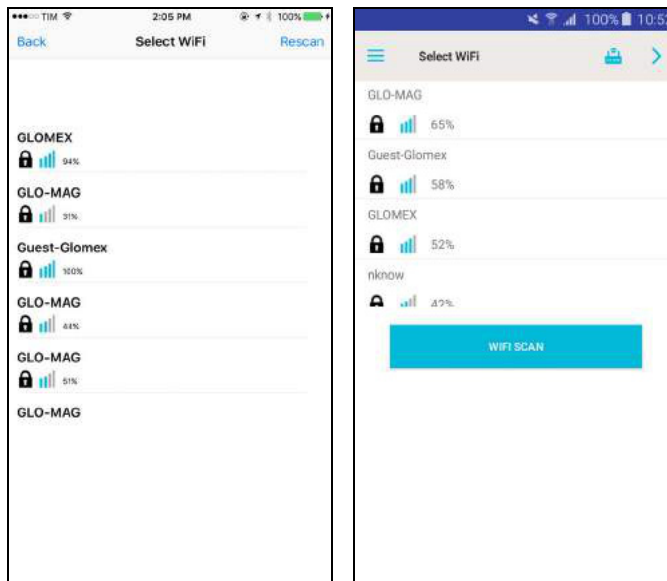 TIM 2:05 PM 100%
Back Select WiFi Rescan
GLOMEX
94%
GLO-MAG
31%
Guest-Glomex
100%
GLO-MAG
44%
GLO-MAG
51%
GLO-MAG
100% 10:52
Select WiFi
GLO-MAG
65%
Guest-Glomex
58%
GLOMEX
52%
nknow
42%
WIFI SCAN